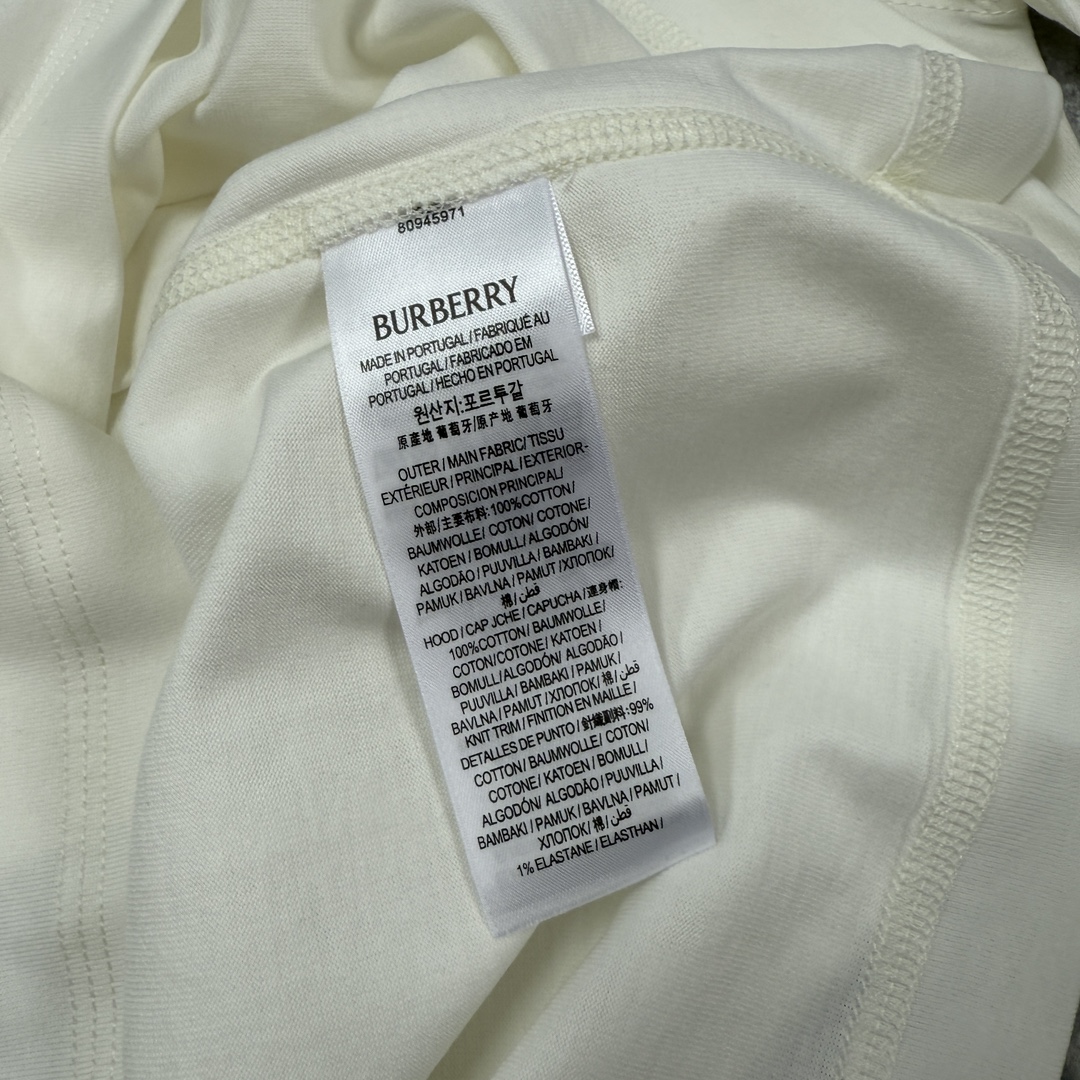 80945971
BURBERRY
MADE IN PORTUGAL/FABRIQUÉ AU
PORTUGAL/FABRICADO EM
PORTUGAL/HECHO EN PORTUGAL
원산지:포르투갈
原產地 葡萄牙/原产地 葡萄牙
OUTER/MAIN FABRIC/TISSU
EXTÉRIEUR/PRINCIPAL/EXTERIOR-
COMPOSICION PRINCIPAL/
外部/主要布料:100%COTTON/
BAUMWOLLE/ COTON/ COTONE/
KATOEN / BOMULL/ ALGODÓN/
ALGODÃO/ PUUVILLA / BAMBAKI /
PAMUK / BAVLNA / PAMUT /ХЛОПОК/
棉/قطن
HOOD / CAP JCHE / CAPUCHA /連身帽:
100%COTTON/ BAUMWOLLE/
COTON/COTONE/ KATOEN /
BOMULL/ ALGODÓN/ ALGODÃO /
PUUVILLA / BAMBAKI / PAMUK /
BAVLNA / PAMUT /ХЛОПОК/ 棉/قطن
KNIT TRIM / FINITION EN MAILLE/
DETALLES DE PUNTO / 針織副料:99%
COTTON/ BAUMWOLLE/ COTON/
COTONE/ KATOEN / BOMULL/
ALGODÓN/ ALGODÃO/ PUUVILLA /
BAMBAKI / PAMUK / BAVLNA / PAMUT /
ХЛОПОК/ 棉/قطن
1% ELASTANE / ELASTHAN /